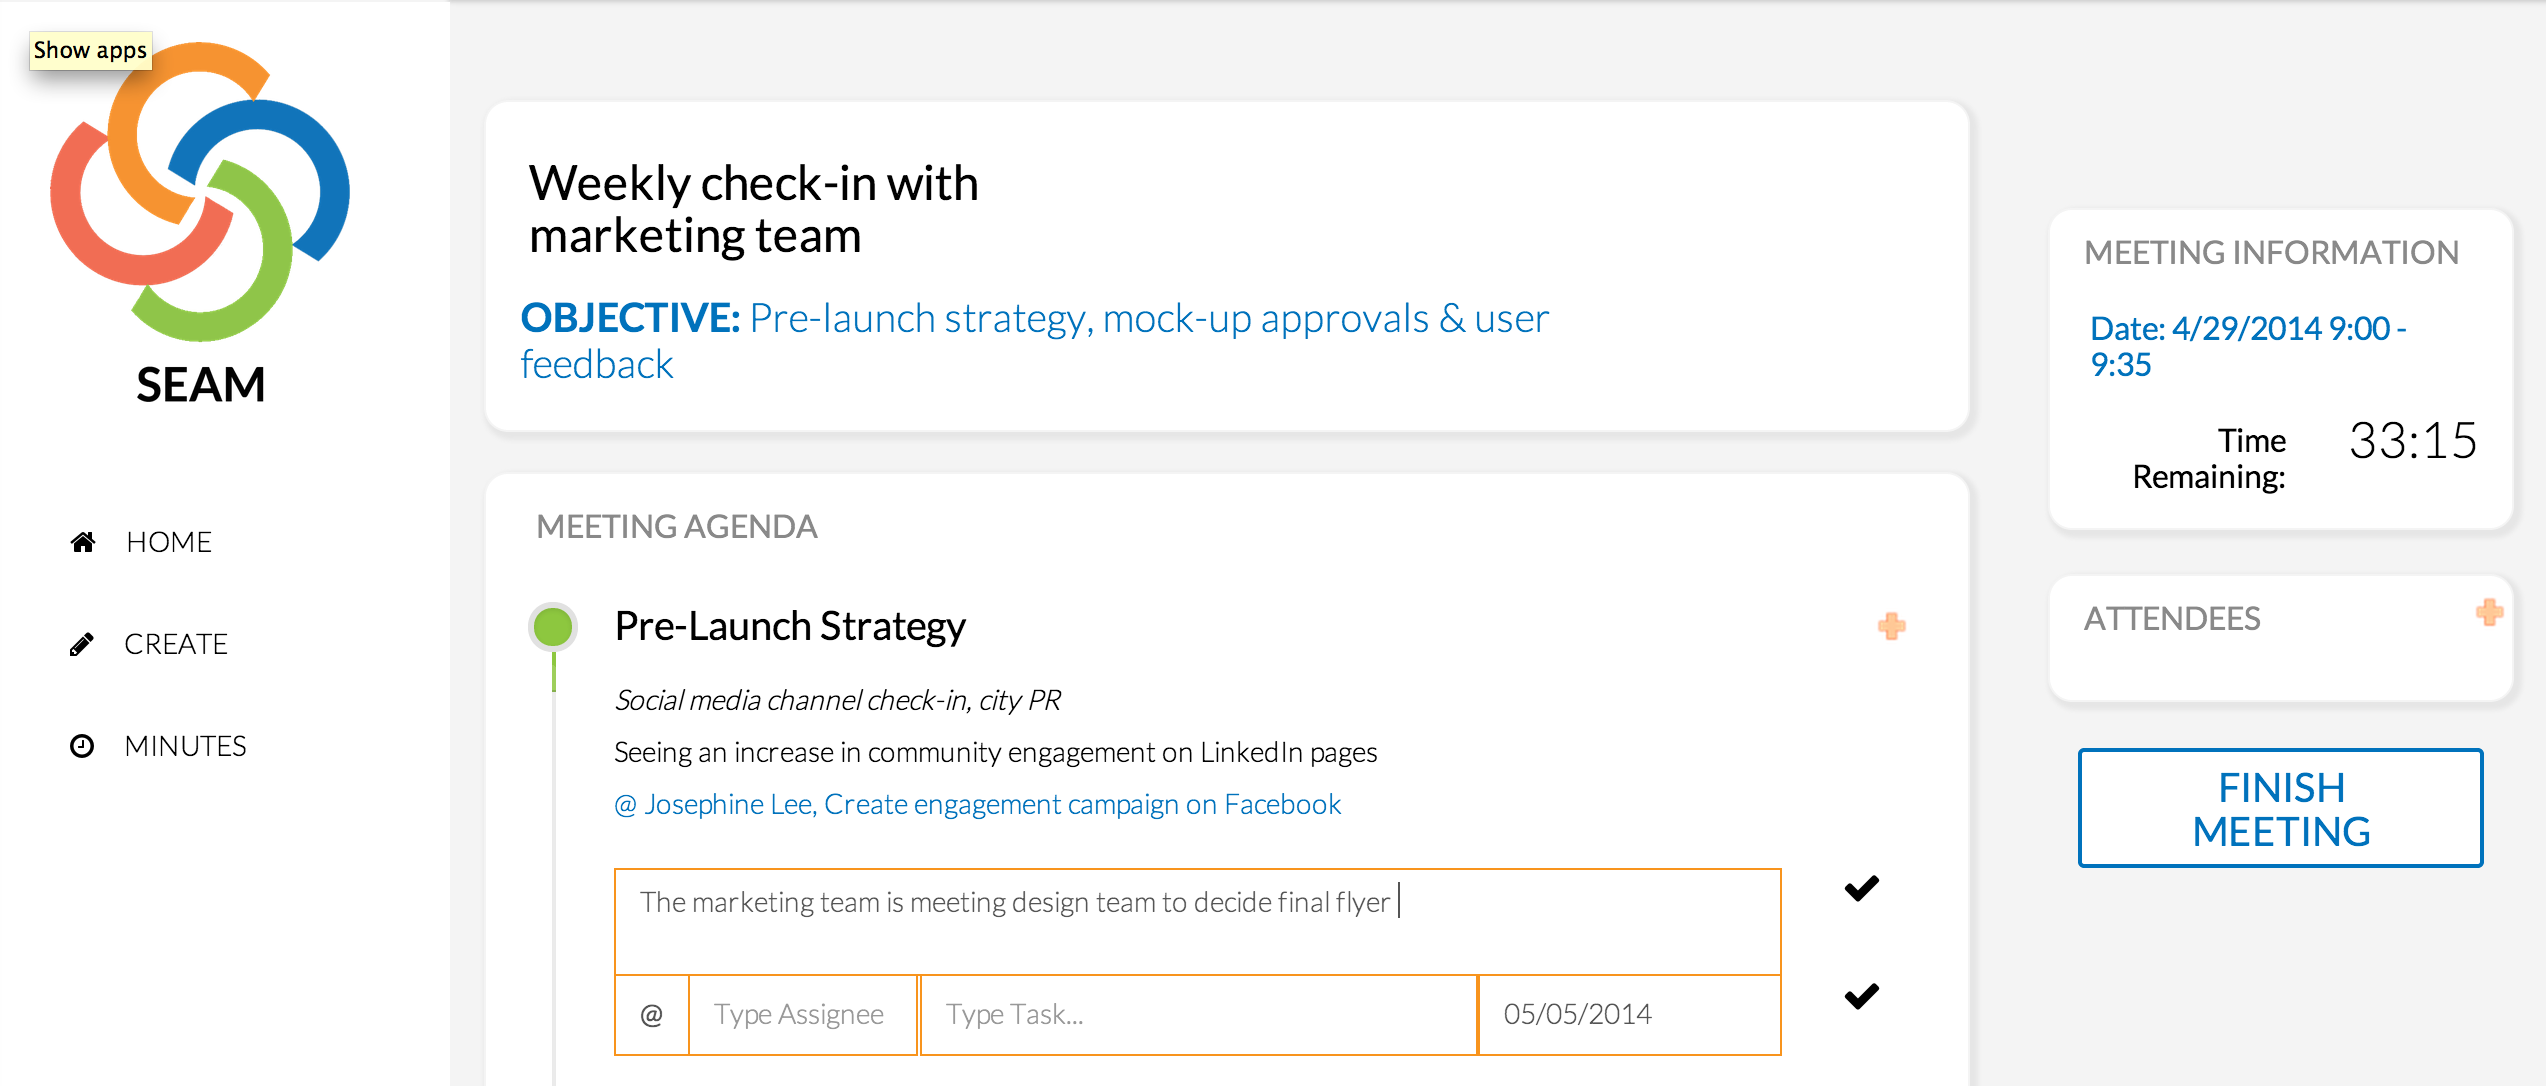 Show apps
SEAM
HOME
CREATE
MINUTES
Weekly check-in with
marketing team
OBJECTIVE: Pre-launch strategy, mock-up approvals & user
feedback
MEETING AGENDA
Pre-Launch Strategy
Social media channel check-in, city PR
Seeing an increase in community engagement on LinkedIn pages
@ Josephine Lee, Create engagement campaign on Facebook
The marketing team is meeting design team to decide final flyer
@ Type Assignee Type Task... 05/05/2014
MEETING INFORMATION
Date: 4/29/2014 9:00 -
9:35
Time 33:15
Remaining:
ATTENDEES
FINISH
MEETING